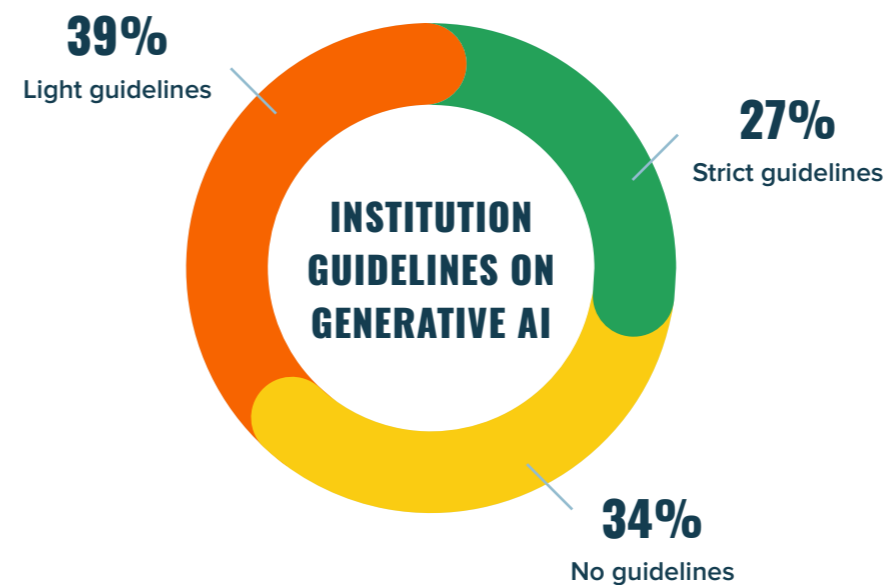 39%
Light guidelines
27%
Strict guidelines
INSTITUTION
GUIDELINES ON
GENERATIVE AI
34%
No guidelines